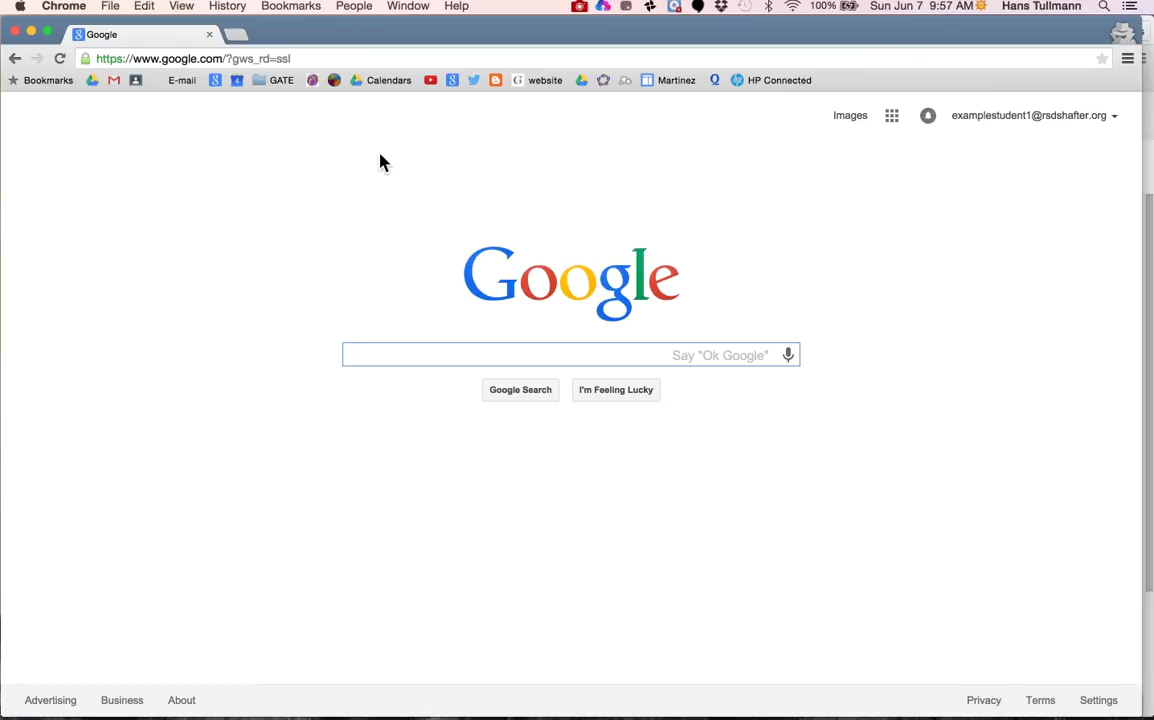 Chrome File Edit View History Bookmarks People Window Help 100% Sun Jun 7 9:57 AM Hans Tullmann
Google
https://www.google.com/?gws_rd=ssl
Bookmarks E-mail GATE Calendars website Martinez HP Connected
Images examplestudent1@rsdshafter.org
Google
Say "Ok Google"
Google Search I'm Feeling Lucky
Advertising Business About Privacy Terms Settings